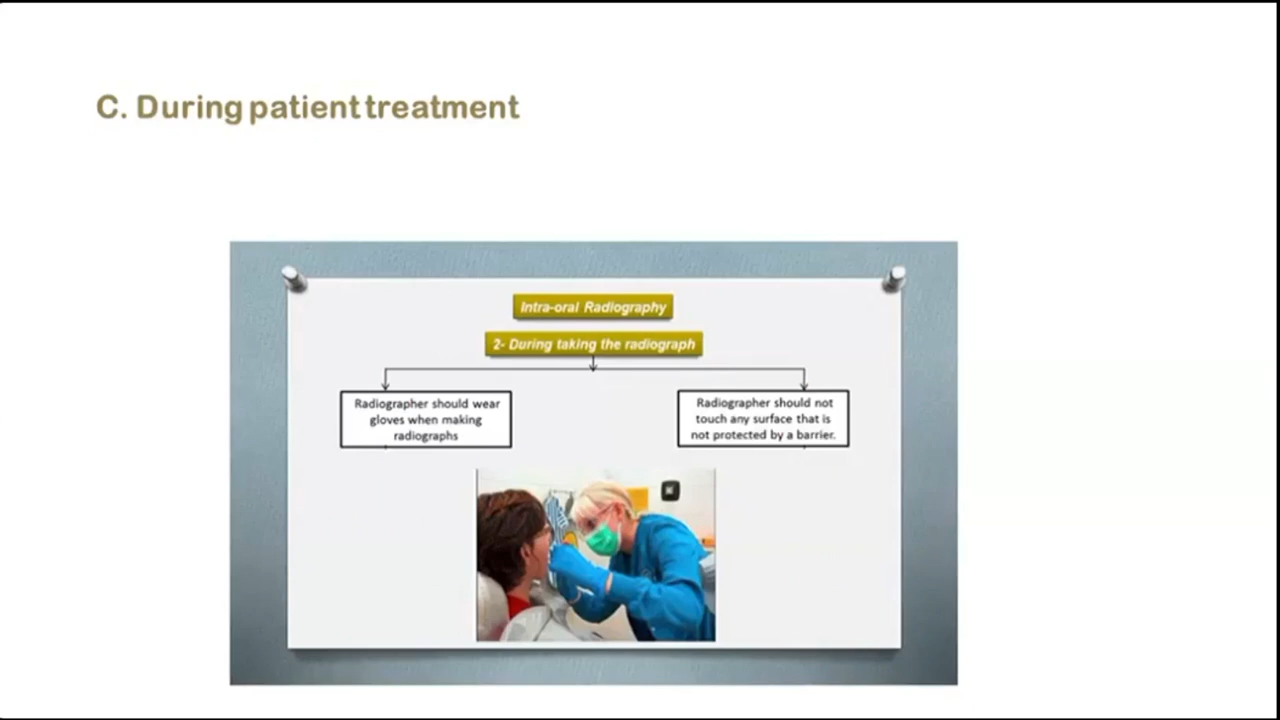 C. During patient treatment
Intra-oral Radiography
2- During taking the radiograph
Radiographer should wear
gloves when making
radiographs
Radiographer should not
touch any surface that is
not protected by a barrier.